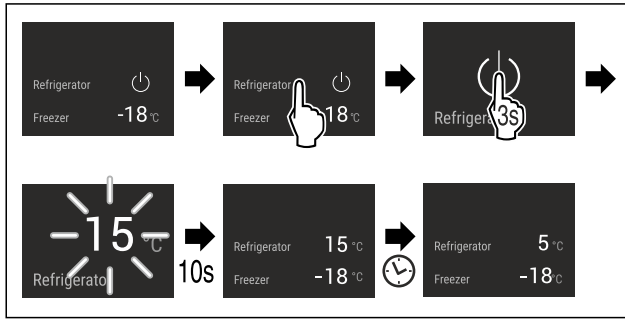 Refrigerator
Freezer -18 °C
Refrigerator
Freezer 18 °C
Refrigera 3s
15 °C
Refrigerato
10s
Refrigerator 15 °C
Freezer -18 °C
Refrigerator 5 °C
Freezer -18 °C